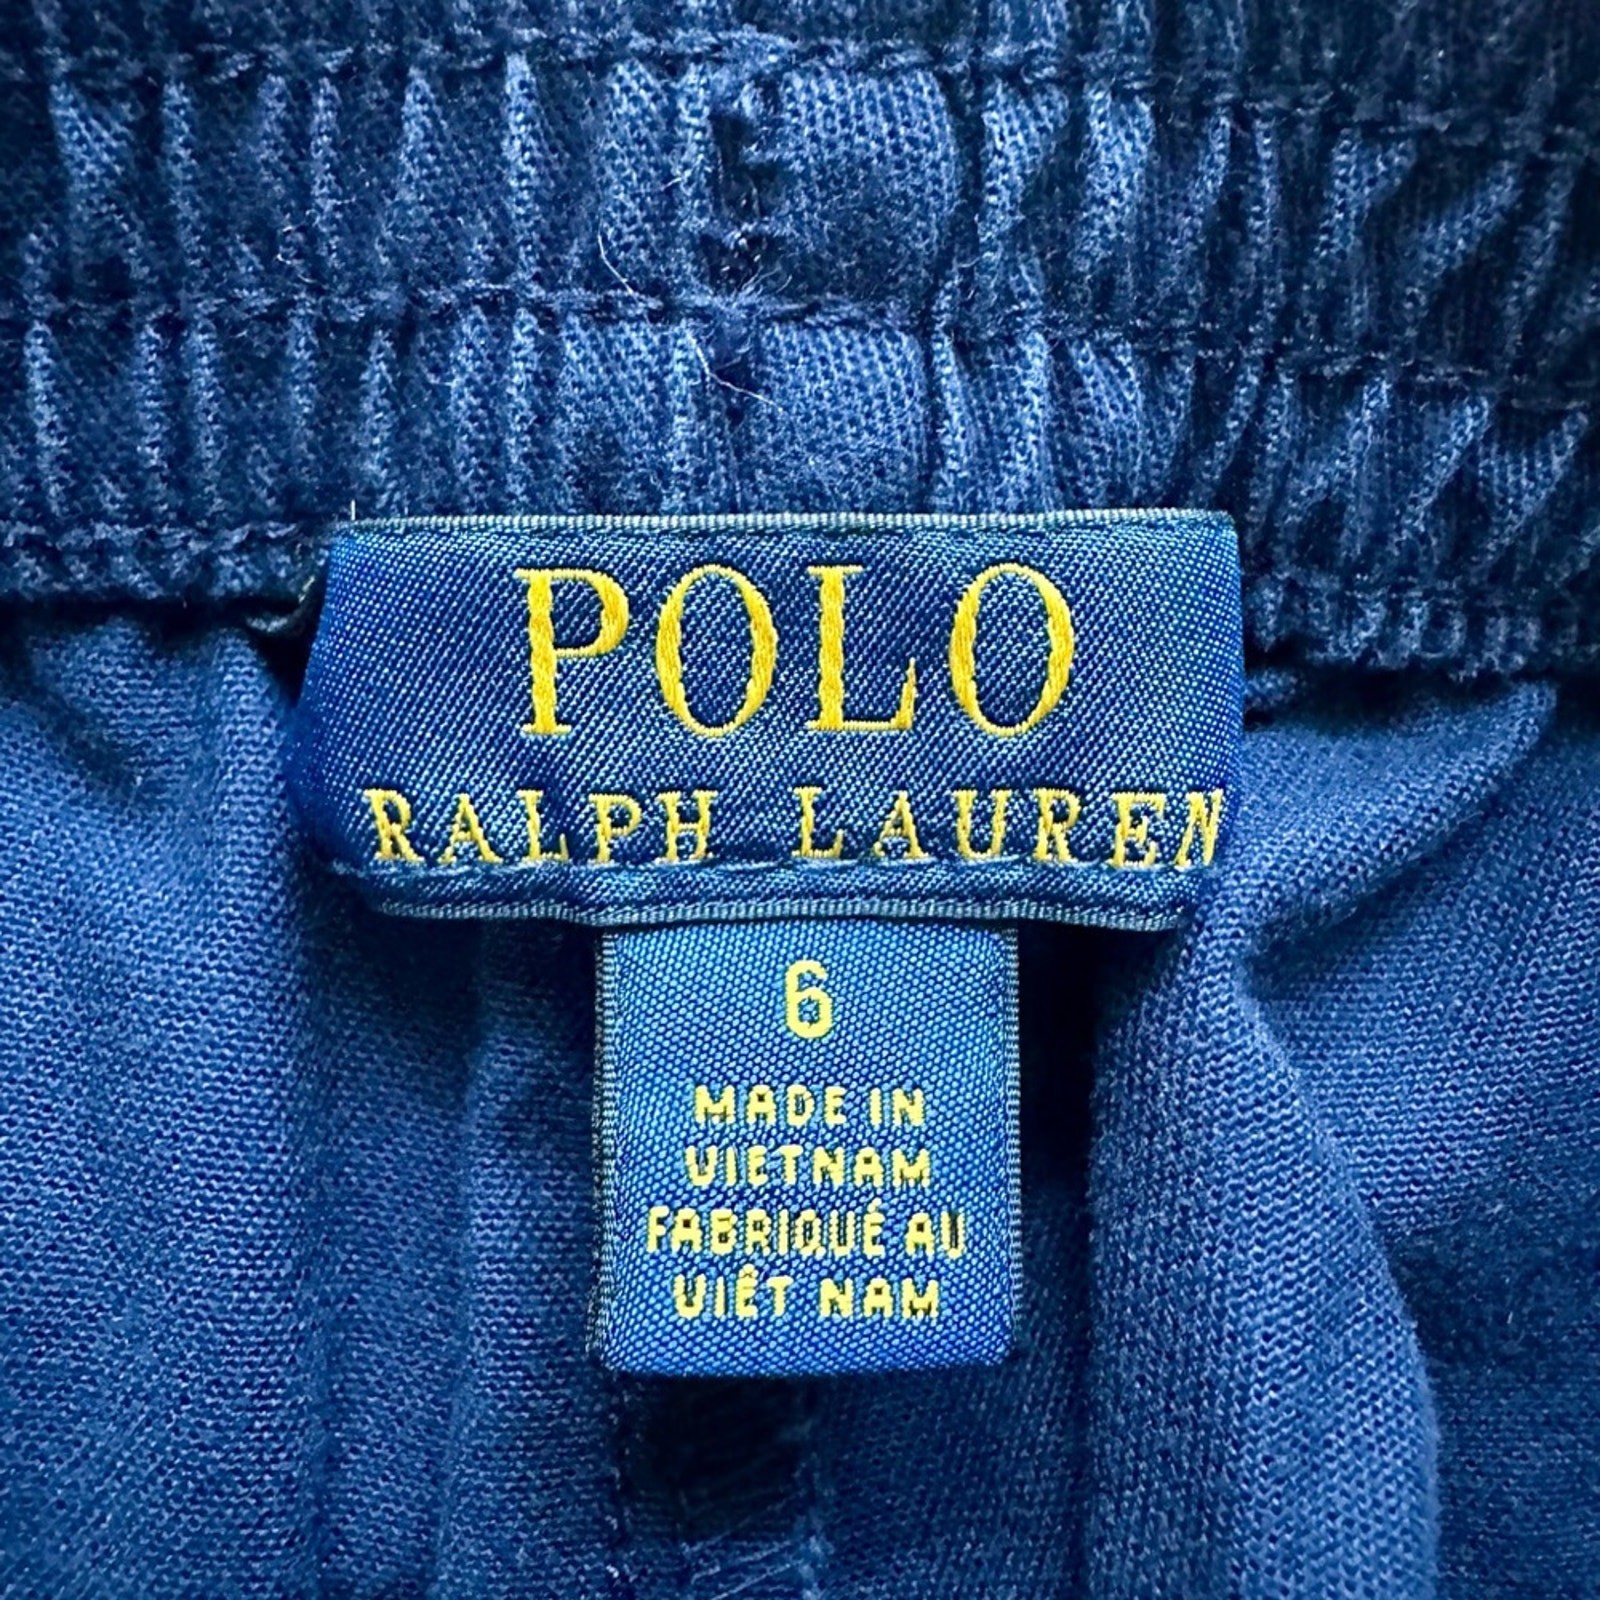 POLO
RALPH LAUREN
6
MADE IN
VIETNAM
FABRIQUÉ AU
VIÊT NAM